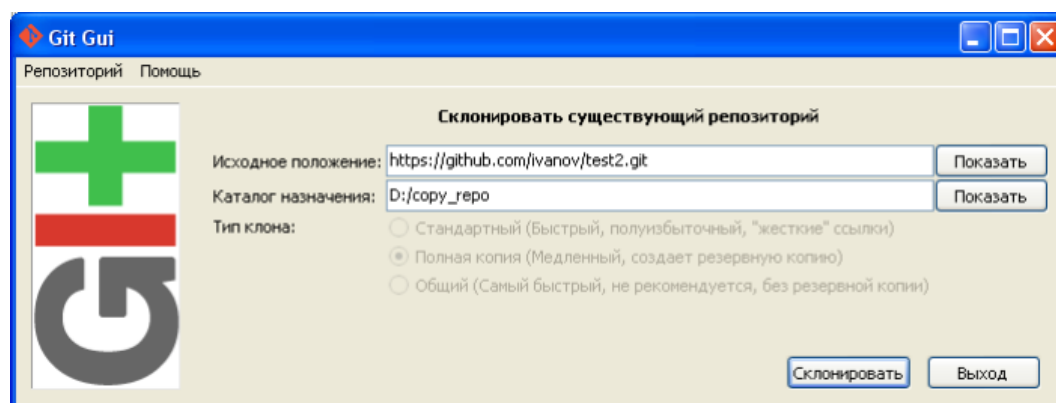 Git Gui
Репозиторий Помощь
Склонировать существующий репозиторий
Исходное положение: https://github.com/ivanov/test2.git Показать
Каталог назначения: D:/copy_repo Показать
Тип клона: Стандартный (Быстрый, полуизбыточный, "жесткие" ссылки)
Полная копия (Медленный, создает резервную копию)
Общий (Самый быстрый, не рекомендуется, без резервной копии)
Склонировать Выход